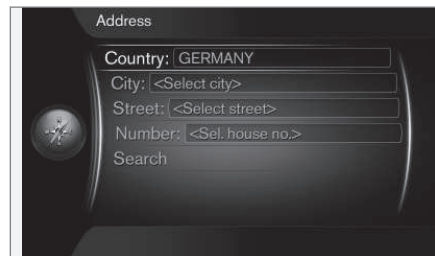 Address
Country: GERMANY
City: <Select city>
Street: <Select street>
Number: <Sel. house no.>
Search